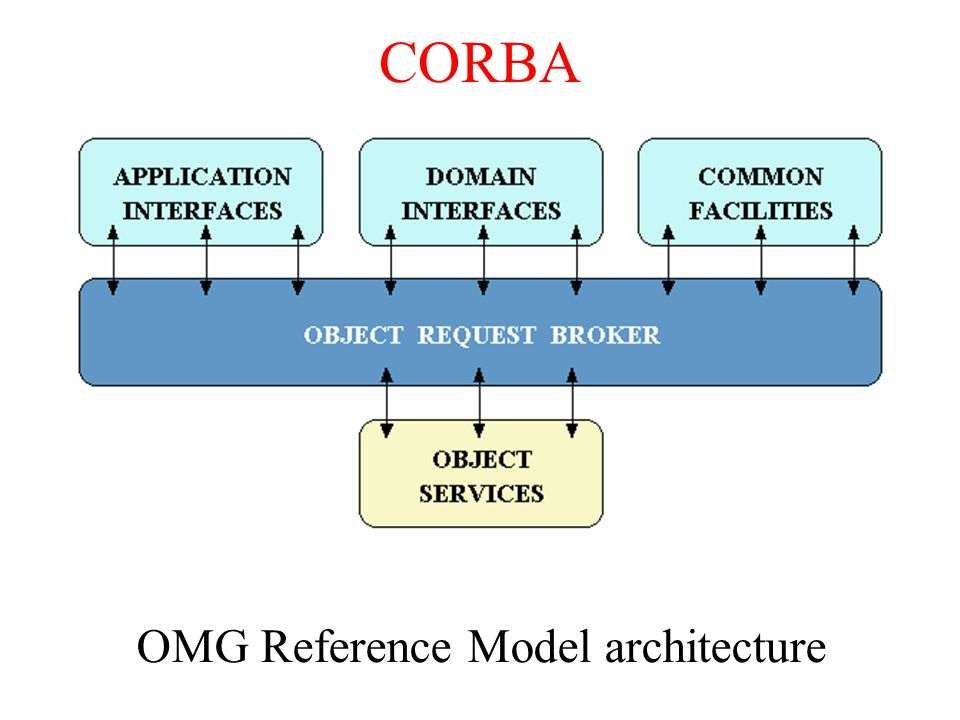 CORBA
APPLICATION
INTERFACES
DOMAIN
INTERFACES
COMMON
FACILITIES
OBJECT REQUEST BROKER
OBJECT
SERVICES
OMG Reference Model architecture